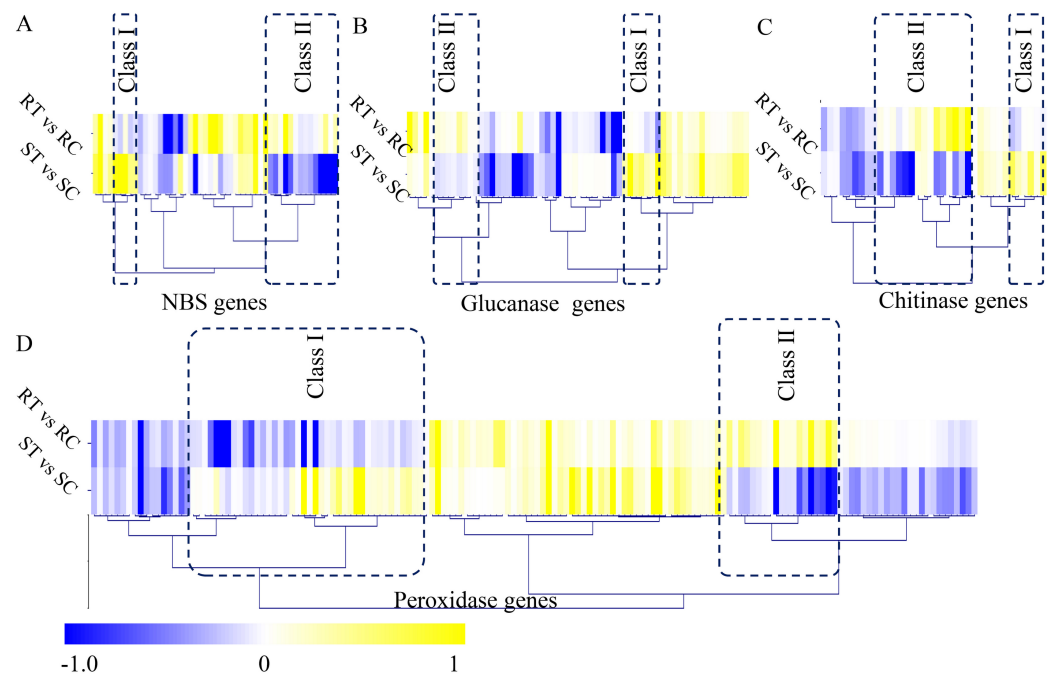 A
Class I
Class II
RT vs RC
ST vs SC
NBS genes
B
Class II
Class I
RT vs RC
ST vs SC
Glucanase genes
C
Class II
Class I
RT vs RC
ST vs SC
Chitinase genes
D
Class I
Class II
RT vs RC
ST vs SC
Peroxidase genes
-1.0 0 1